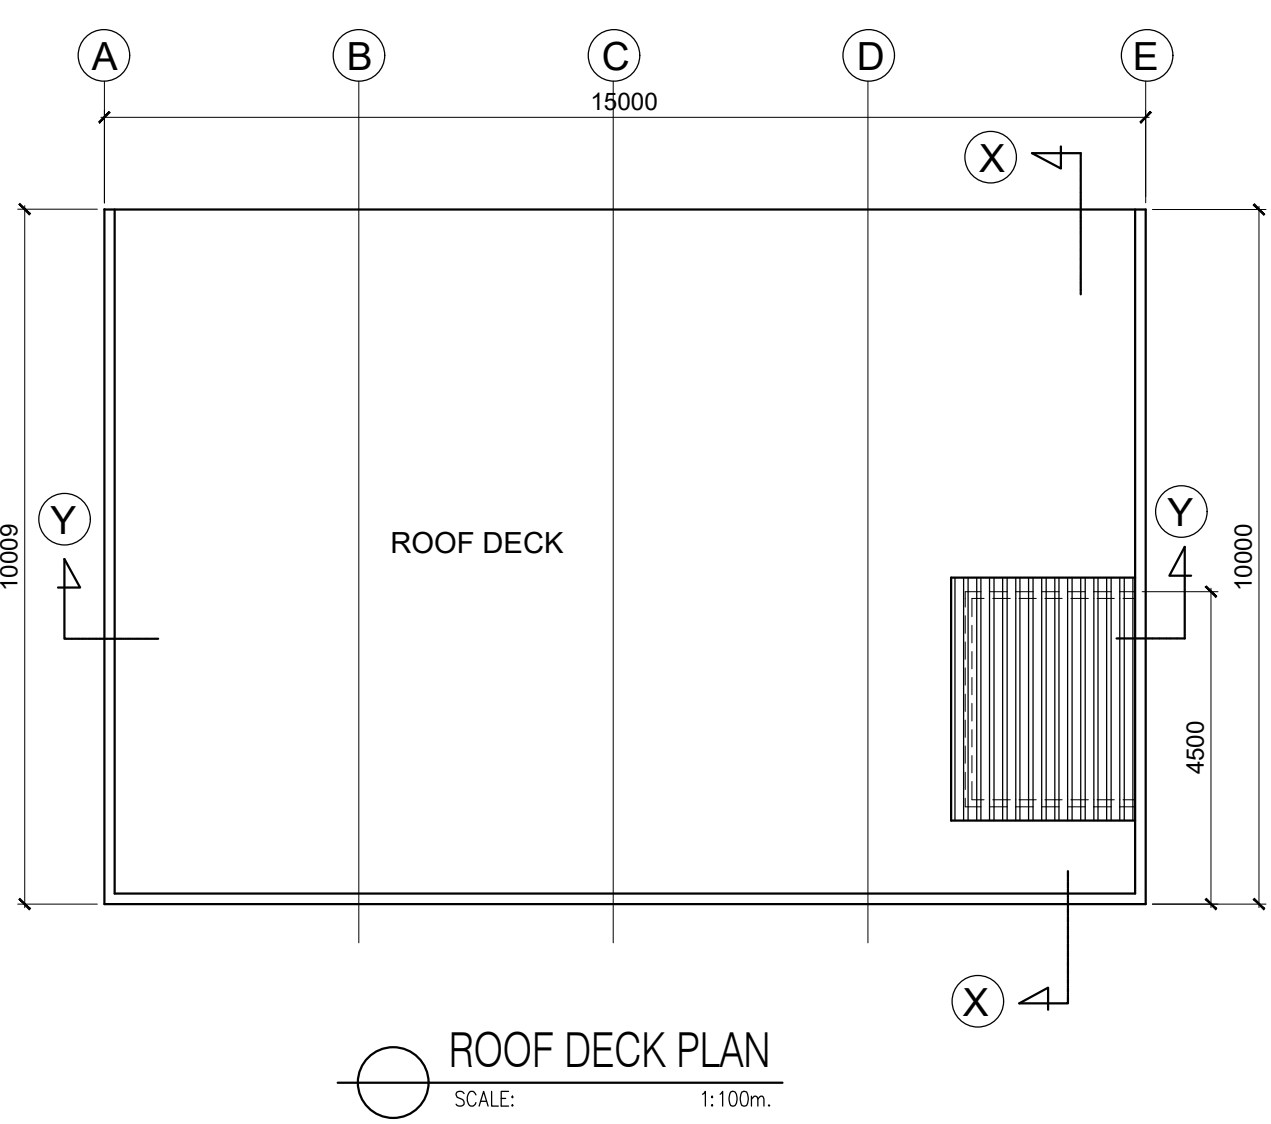 A B C D E
15000
X
Y
Y
10009
ROOF DECK
10000
4500
X
ROOF DECK PLAN
SCALE: 1:100m.